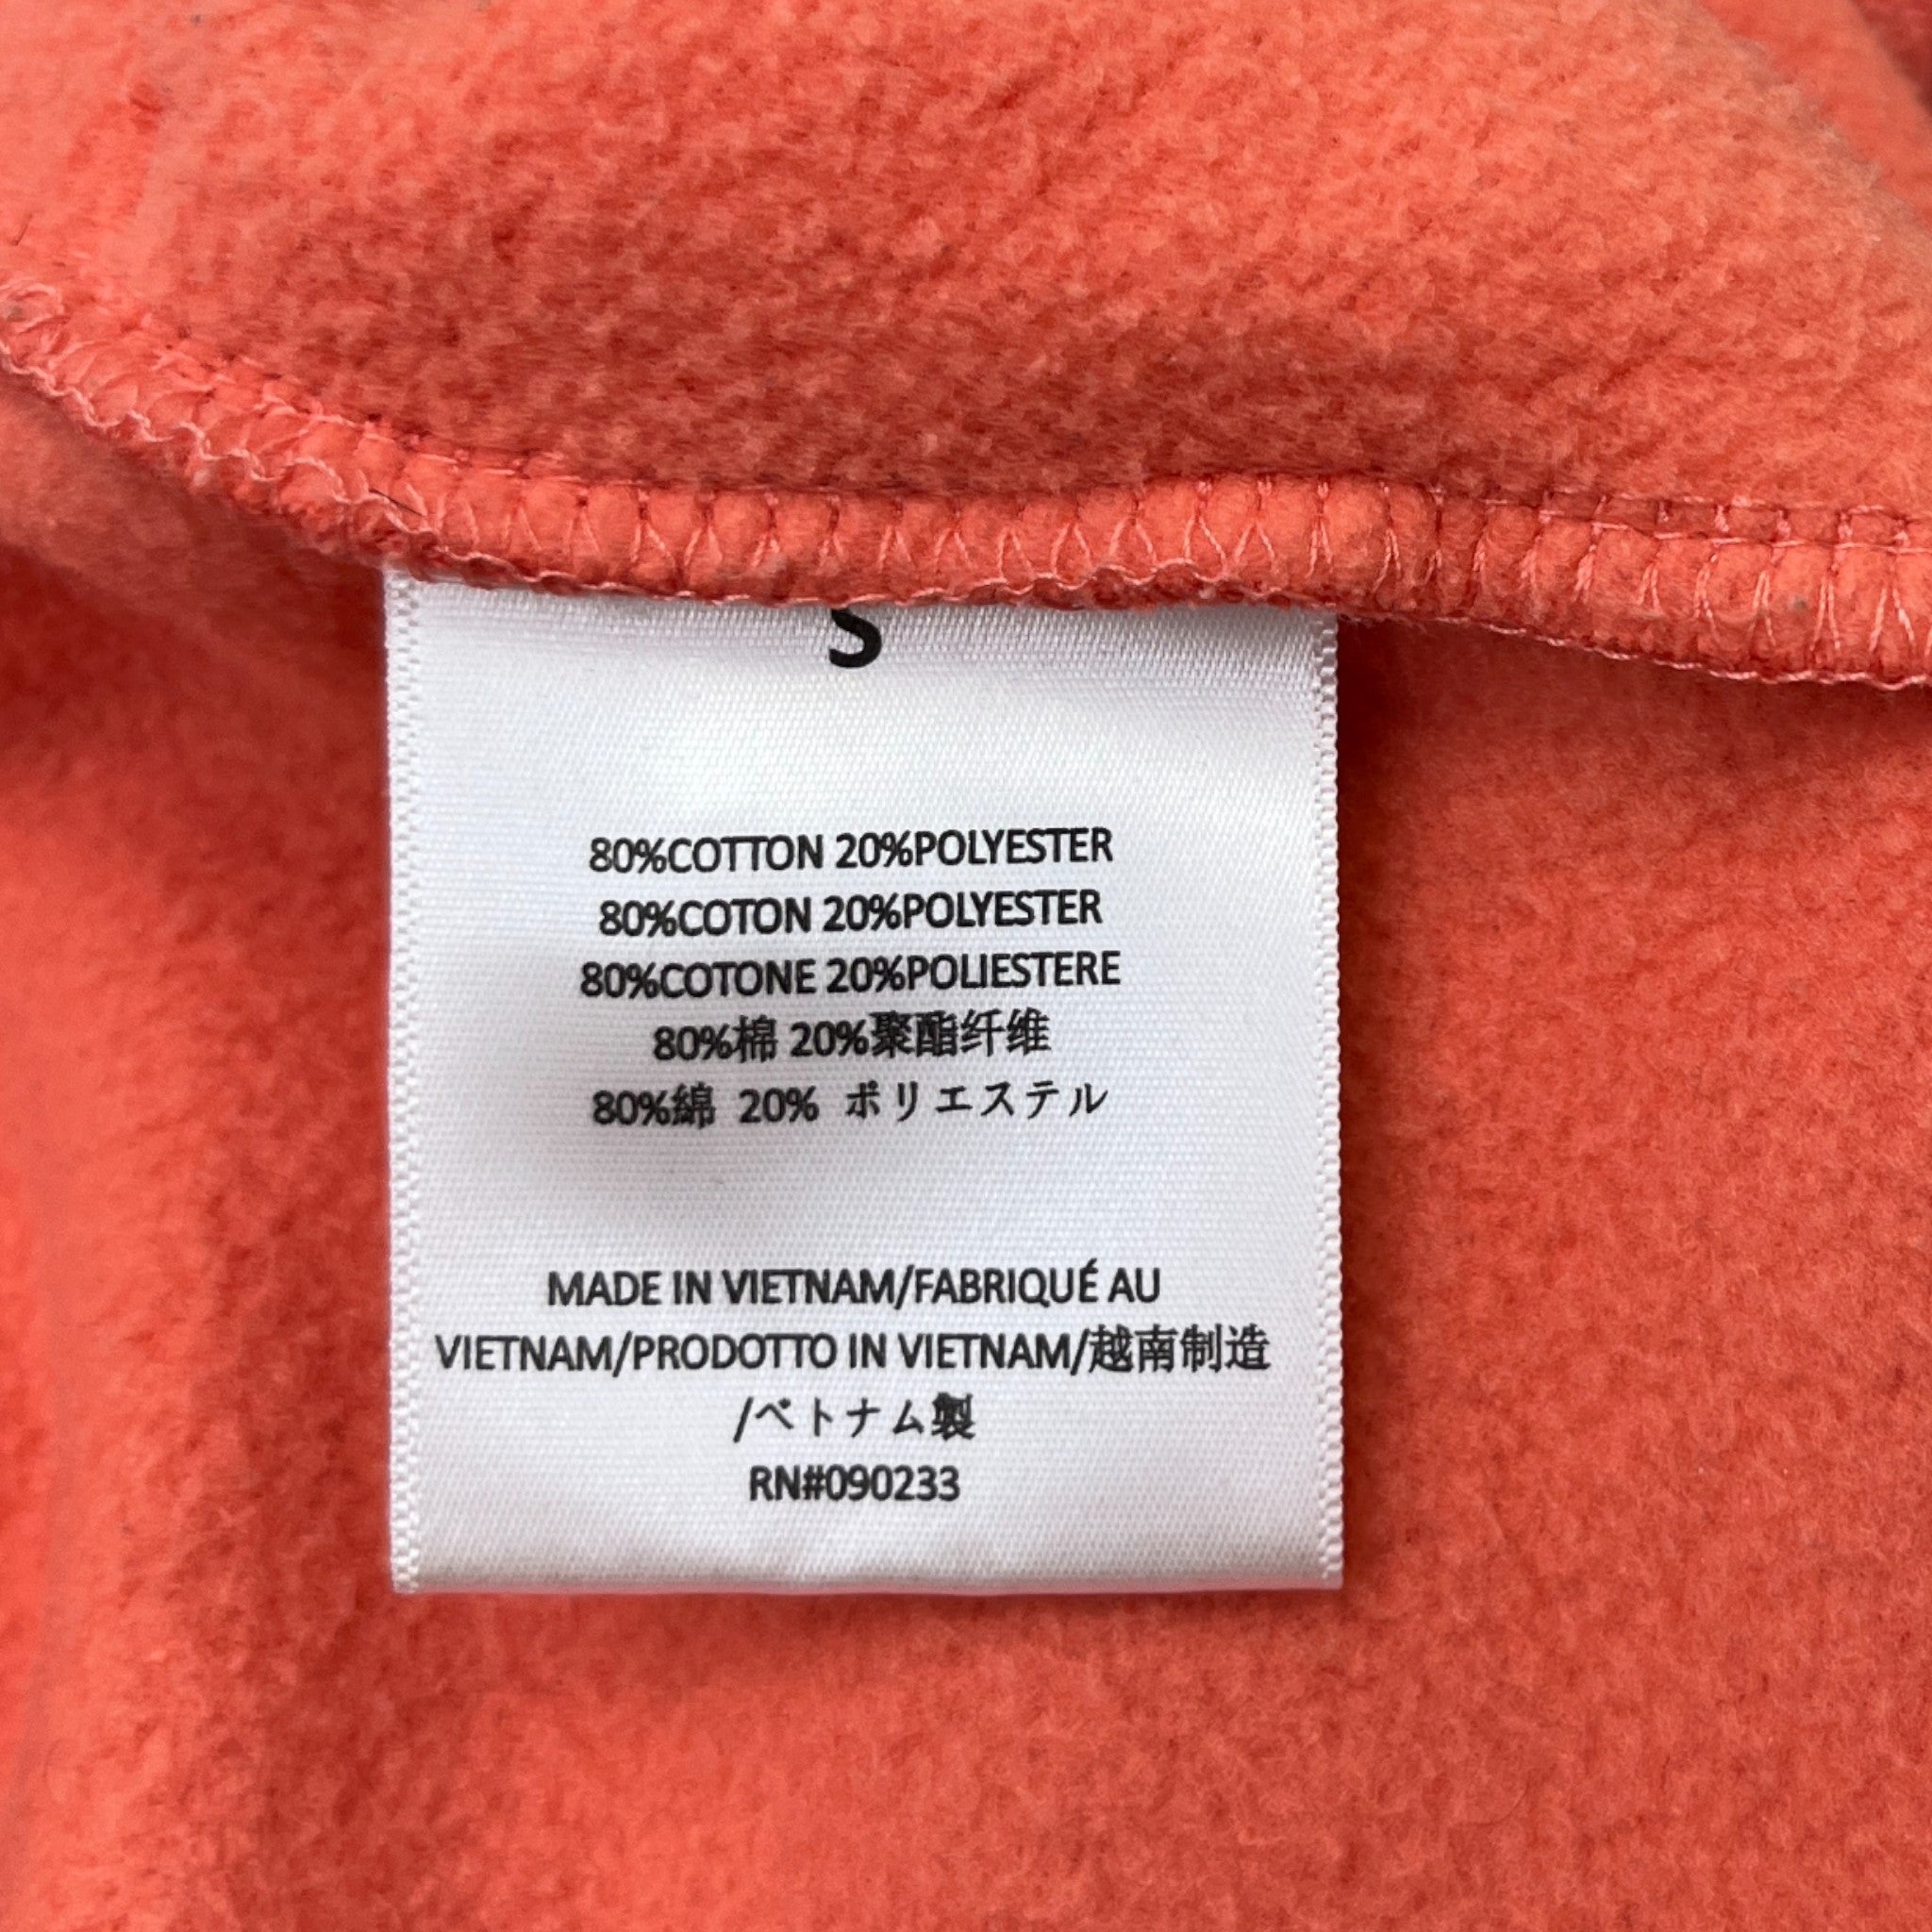 S
80%COTTON 20%POLYESTER
80%COTON 20%POLYESTER
80%COTONE 20%POLIESTERE
80%棉 20%聚酯纤维
80%綿 20% ポリエステル
MADE IN VIETNAM/FABRIQUÉ AU
VIETNAM/PRODOTTO IN VIETNAM/越南制造
/ベトナム製
RN#090233